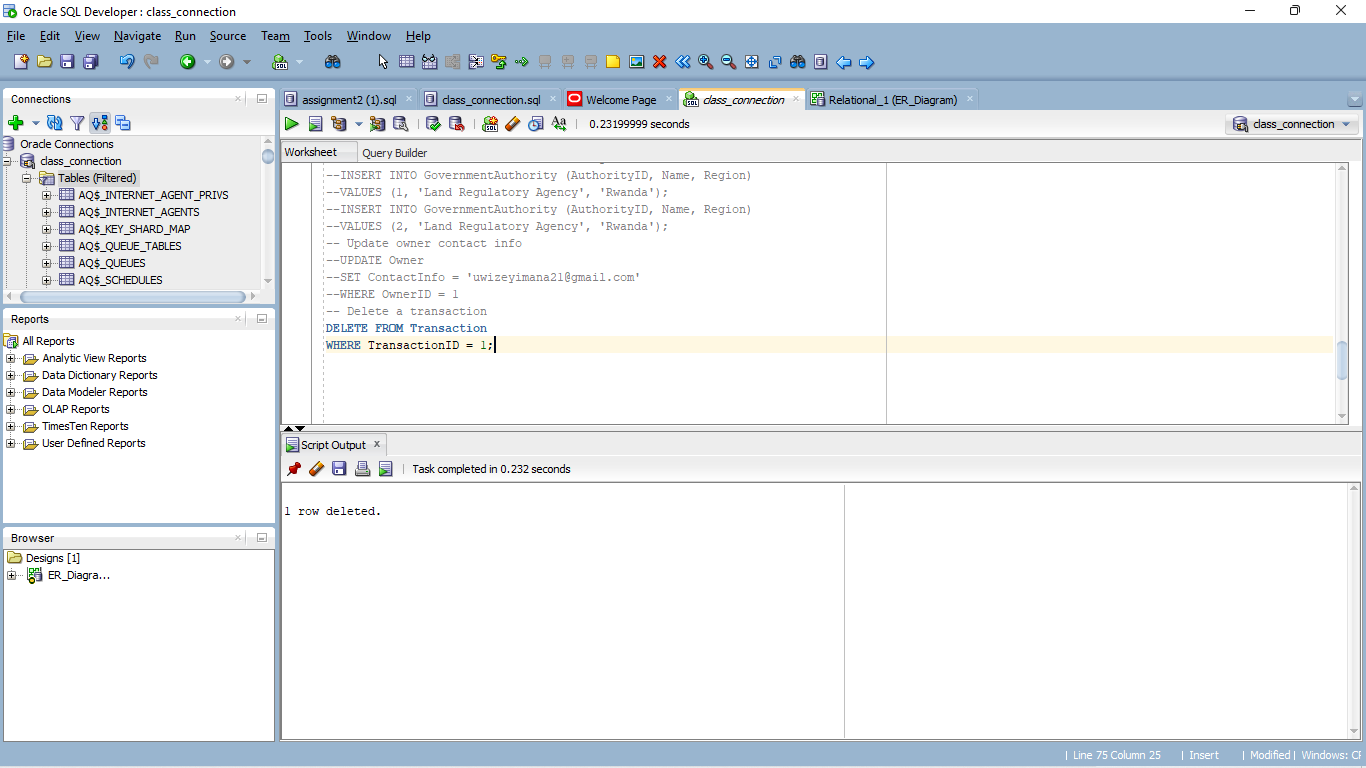 Oracle SQL Developer : class_connection
File Edit View Navigate Run Source Team Tools Window Help
Connections
Oracle Connections
class_connection
Tables (Filtered)
AQ$_INTERNET_AGENT_PRIVS
AQ$_INTERNET_AGENTS
AQ$_KEY_SHARD_MAP
AQ$_QUEUE_TABLES
AQ$_QUEUES
AQ$_SCHEDULES
Reports
All Reports
Analytic View Reports
Data Dictionary Reports
Data Modeler Reports
OLAP Reports
TimesTen Reports
User Defined Reports
Browser
Designs [1]
ER_Diagra...
assignment2 (1).sql class_connection.sql Welcome Page class_connection Relational_1 (ER_Diagram)
0.23199999 seconds
class_connection
Worksheet Query Builder
--INSERT INTO GovernmentAuthority (AuthorityID, Name, Region)
--VALUES (1, 'Land Regulatory Agency', 'Rwanda');
--INSERT INTO GovernmentAuthority (AuthorityID, Name, Region)
--VALUES (2, 'Land Regulatory Agency', 'Rwanda');
-- Update owner contact info
--UPDATE Owner
--SET ContactInfo = 'uwizeyimana21@gmail.com'
--WHERE OwnerID = 1
-- Delete a transaction
DELETE FROM Transaction
WHERE TransactionID = 1;
Script Output
Task completed in 0.232 seconds
1 row deleted.
Line 75 Column 25 Insert Modified Windows: